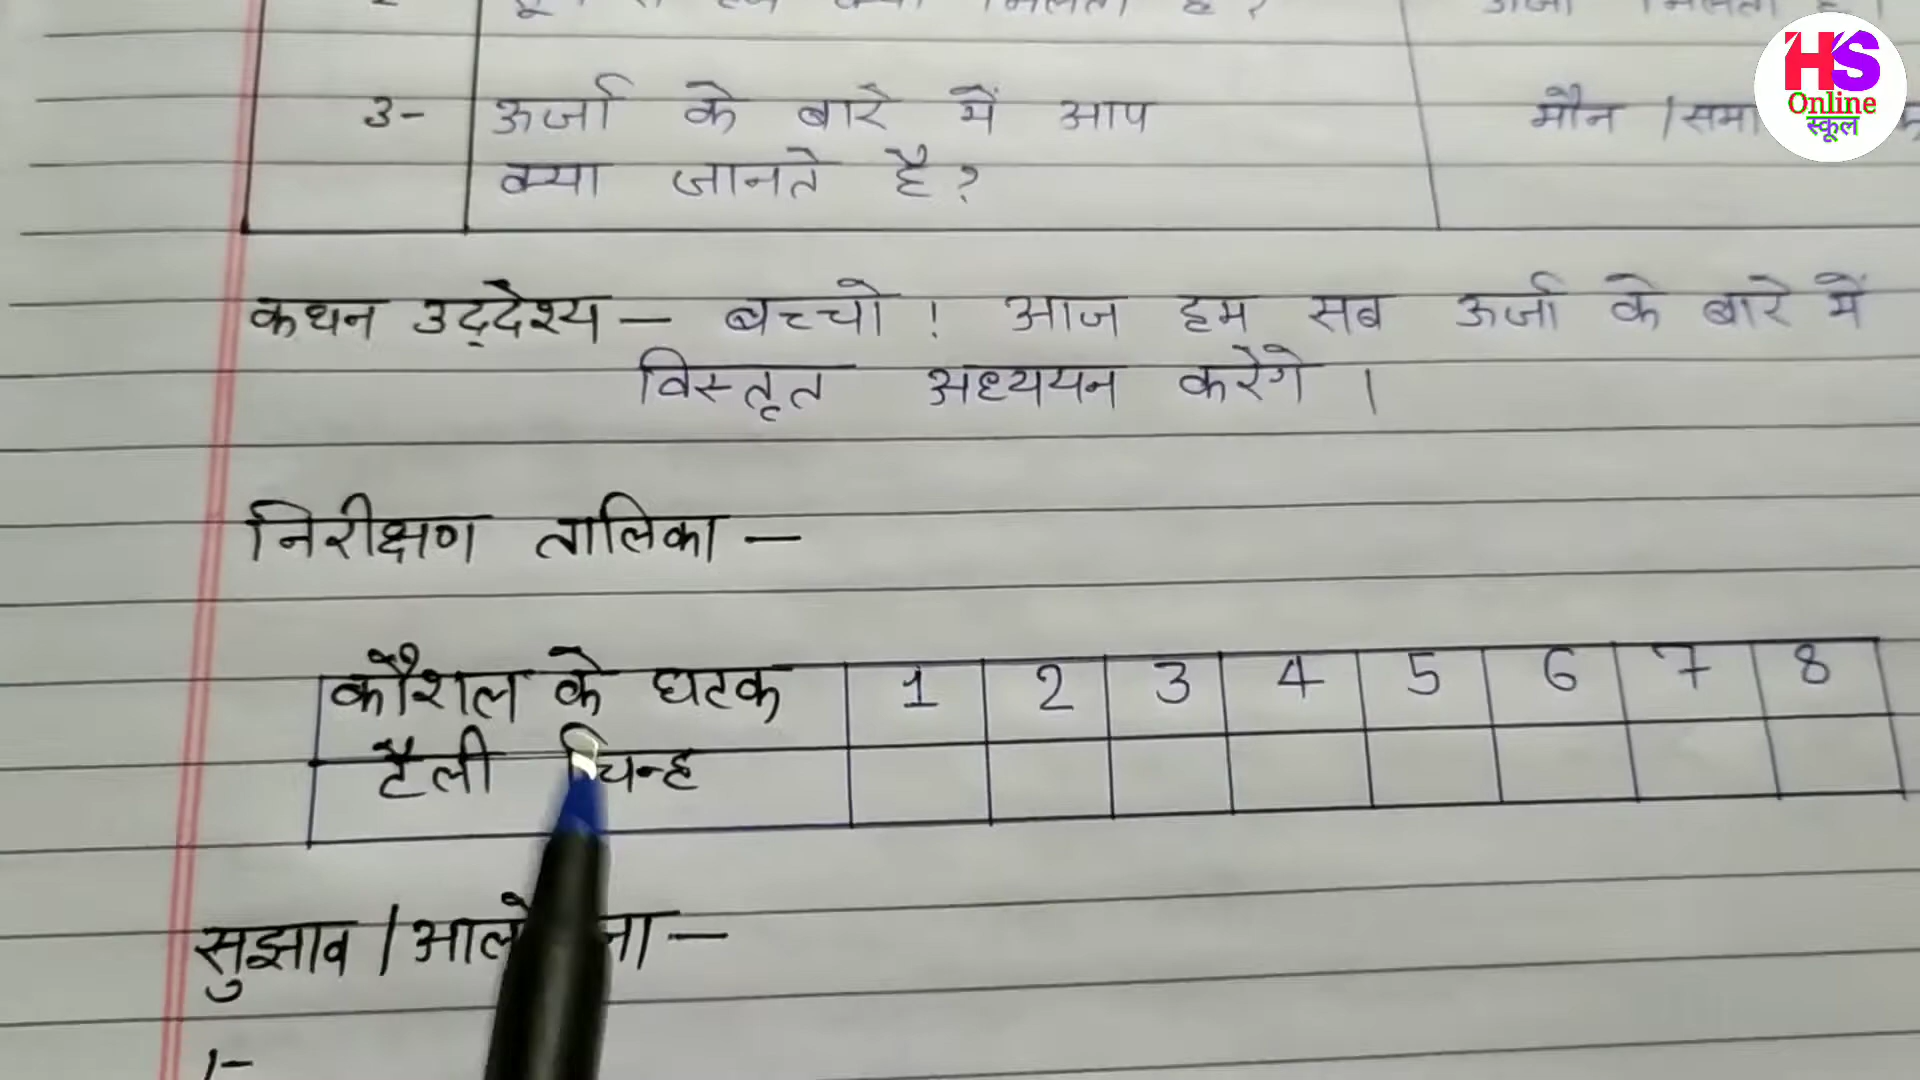 3- ऊर्जा के बारे में आप
क्या जानते है?
मौन / समा
HS
Online
स्कूल
कथन उद्देश्य – बच्चो ! आज हम सब ऊर्जा के बारे में
विस्तृत अध्ययन करेंगे ।
निरीक्षण तालिका –
कौशल के घटक 1 2 3 4 5 6 7 8
टैली चिन्ह
सुझाव /
1-